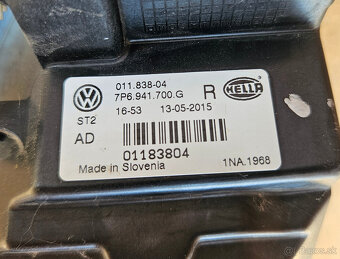 011.838-04
7P6.941.700.G R HELLA
16-53 13-05-2015
ST2
AD
01183804
Made in Slovenia 1NA.1968